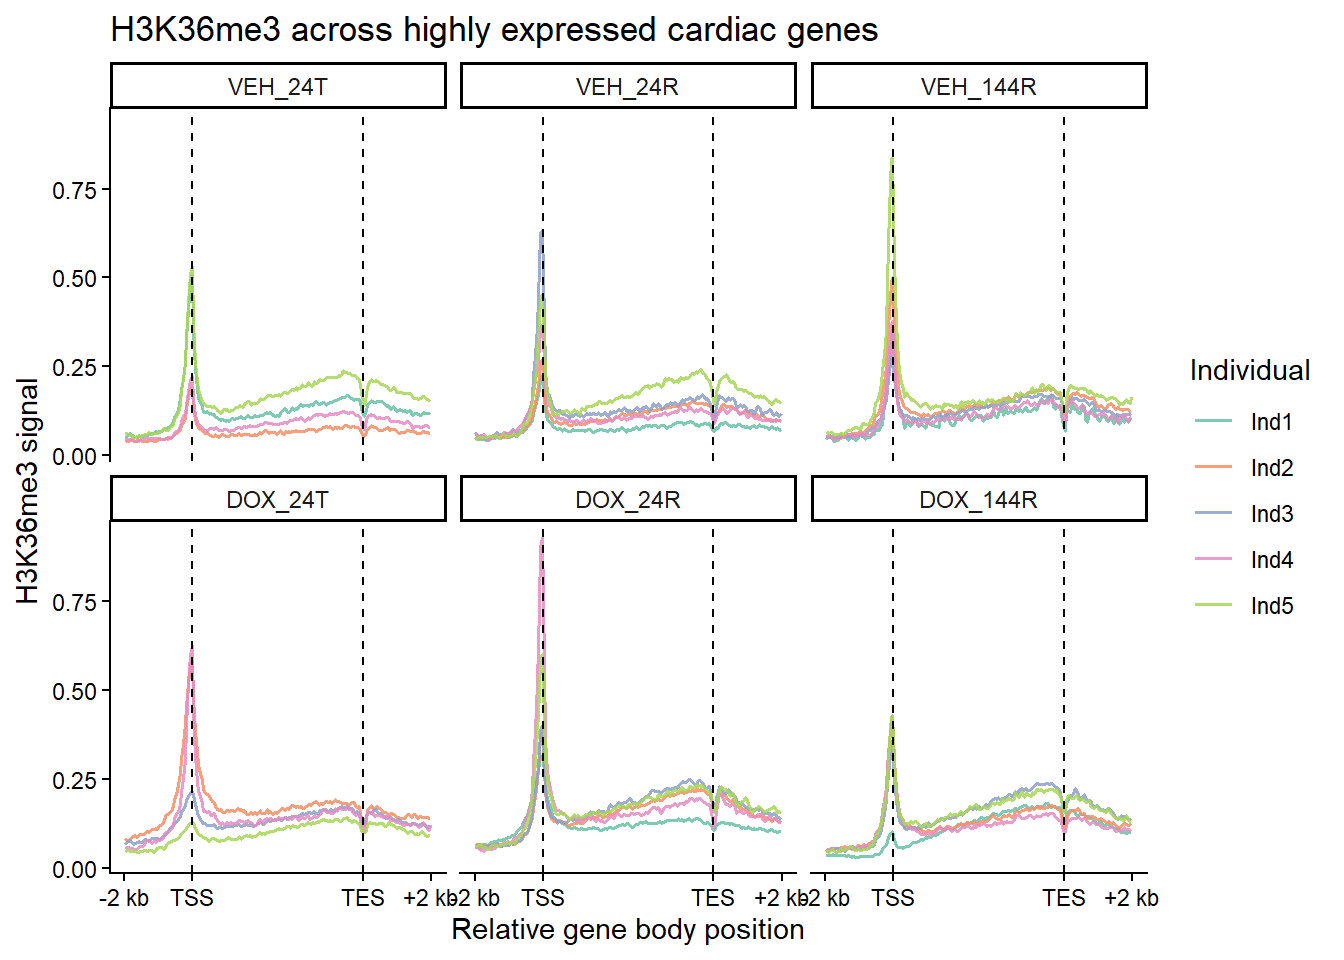 H3K36me3 across highly expressed cardiac genes
VEH_24T VEH_24R VEH_144R
0.75
0.50
0.25
0.00
DOX_24T DOX_24R DOX_144R
0.75
0.50
0.25
0.00
-2 kb TSS TES +2 kb -2 kb TSS TES +2 kb -2 kb TSS TES +2 kb
Relative gene body position
H3K36me3 signal
Individual
Ind1
Ind2
Ind3
Ind4
Ind5